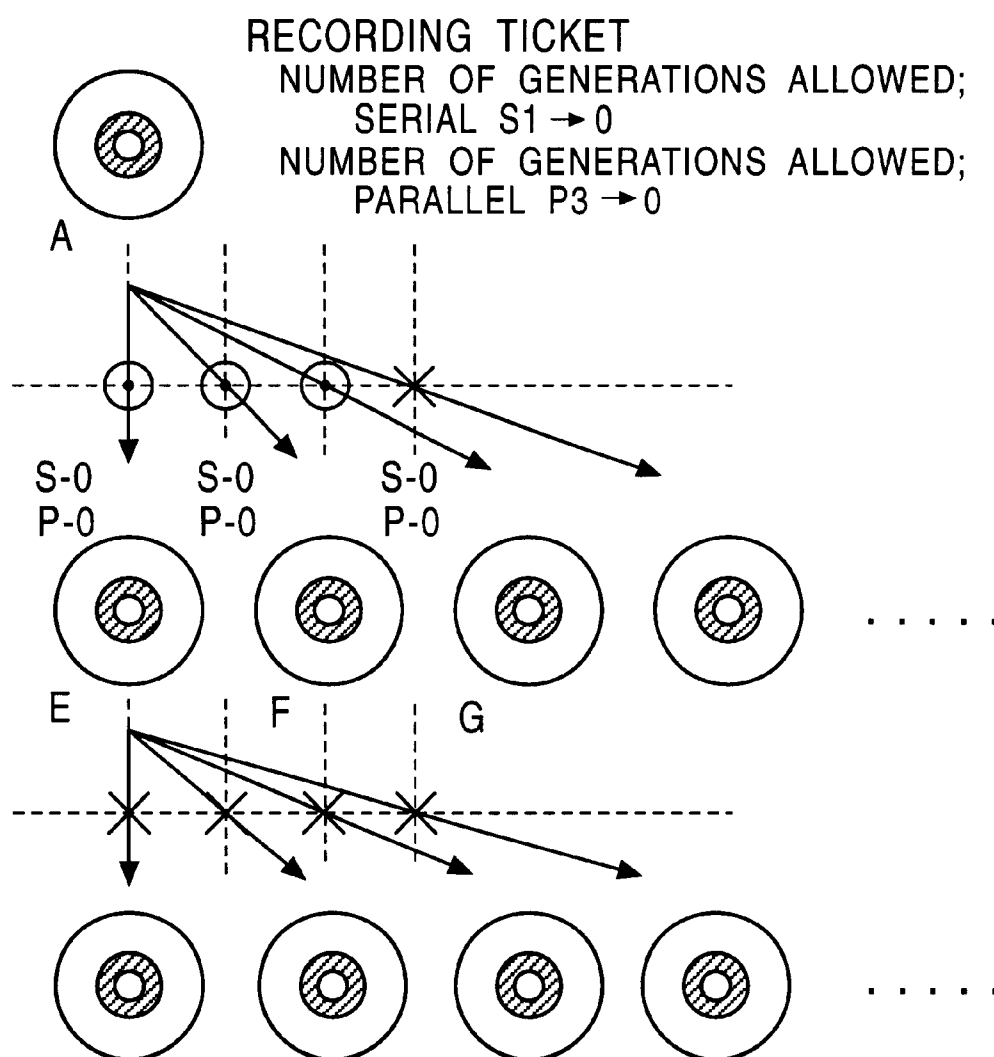 RECORDING TICKET
NUMBER OF GENERATIONS ALLOWED;
SERIAL S1 → 0
NUMBER OF GENERATIONS ALLOWED;
PARALLEL P3 → 0
A
S-0 S-0 S-0
P-0 P-0 P-0
. . . . .
E F G
. . . . .